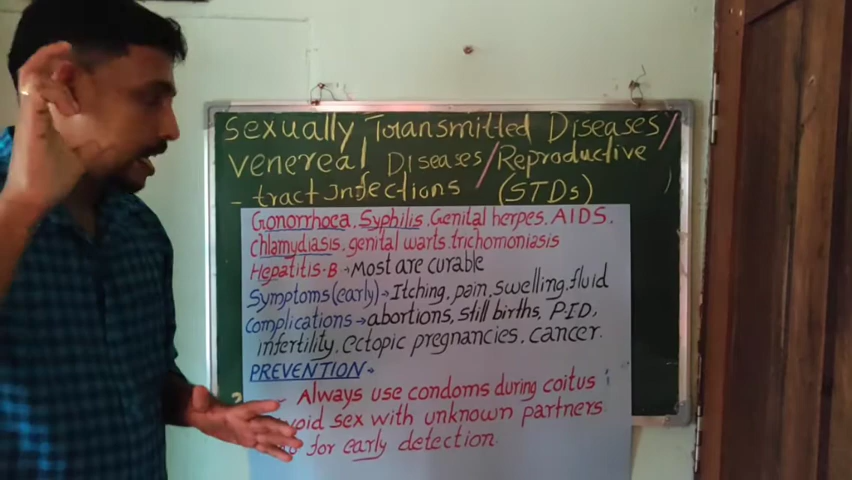 Sexually Transmitted Diseases/
venereal Diseases/Reproductive
-tract Infections (STDs)
Gonorrhoea, Syphilis, Genital herpes, AIDS,
chlamydiasis, genital warts, trichomoniasis
Hepatitis-B → Most are curable
Symptoms (early) → Itching, pain, swelling, fluid
Complications → abortions, still births, PID,
infertility, ectopic pregnancies, cancer.
PREVENTION -
Always use condoms during coitus
sex with unknown partners
for early detection.